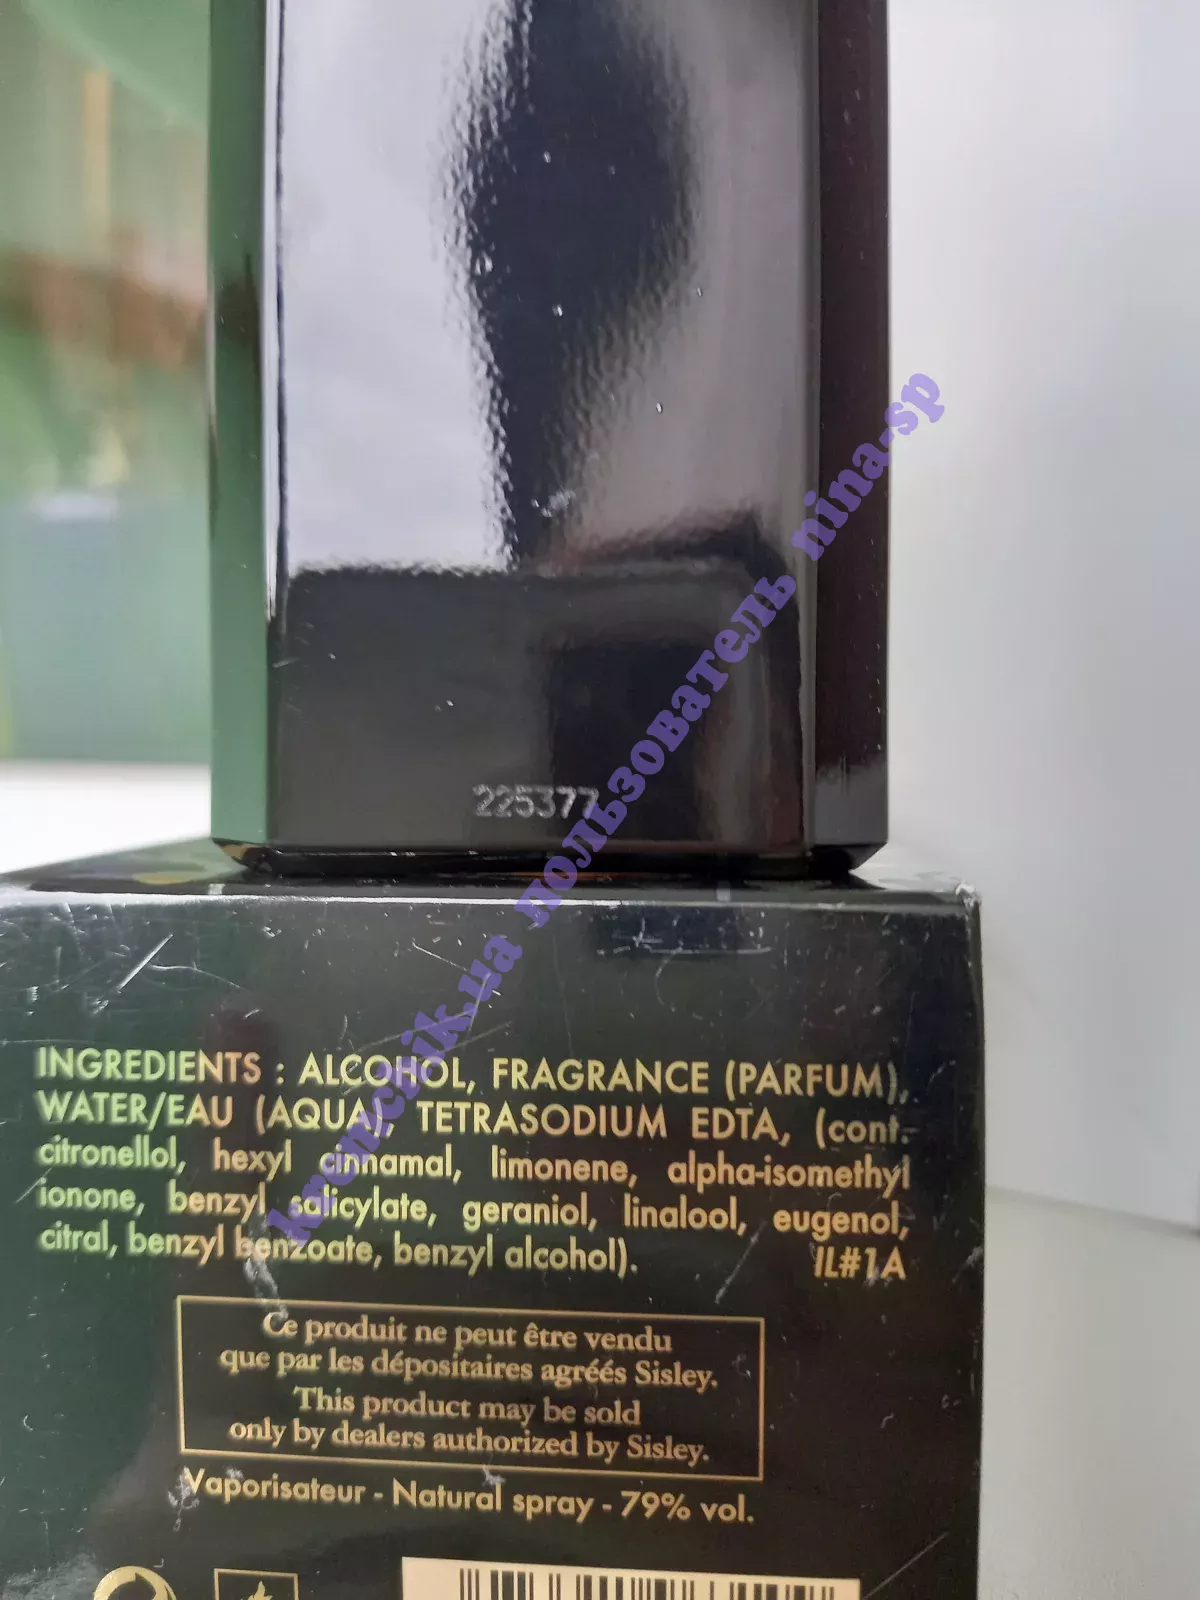 225377
kremchik.ua пользователь nina-sp
INGREDIENTS : ALCOHOL, FRAGRANCE (PARFUM),
WATER/EAU (AQUA), TETRASODIUM EDTA, (cont.
citronellol, hexyl cinnamal, limonene, alpha-isomethyl
ionone, benzyl salicylate, geraniol, linalool, eugenol,
citral, benzyl benzoate, benzyl alcohol). IL#1A
Ce produit ne peut être vendu
que par les dépositaires agréés Sisley.
This product may be sold
only by dealers authorized by Sisley.
Vaporisateur - Natural spray - 79% vol.